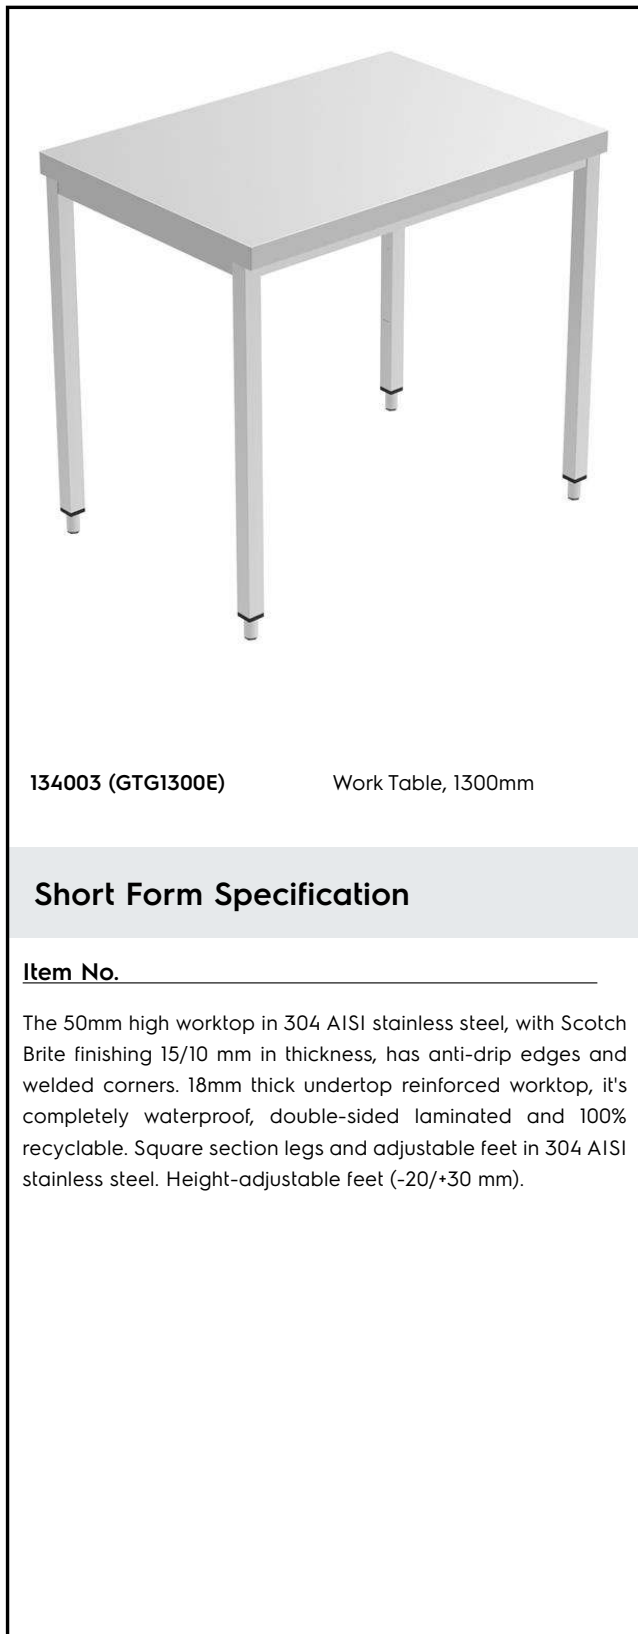 134003 (GTG1300E) Work Table, 1300mm
Short Form Specification
Item No.
The 50mm high worktop in 304 AISI stainless steel, with Scotch
Brite finishing 15/10 mm in thickness, has anti-drip edges and
welded corners. 18mm thick undertop reinforced worktop, it's
completely waterproof, double-sided laminated and 100%
recyclable. Square section legs and adjustable feet in 304 AISI
stainless steel. Height-adjustable feet (-20/+30 mm).